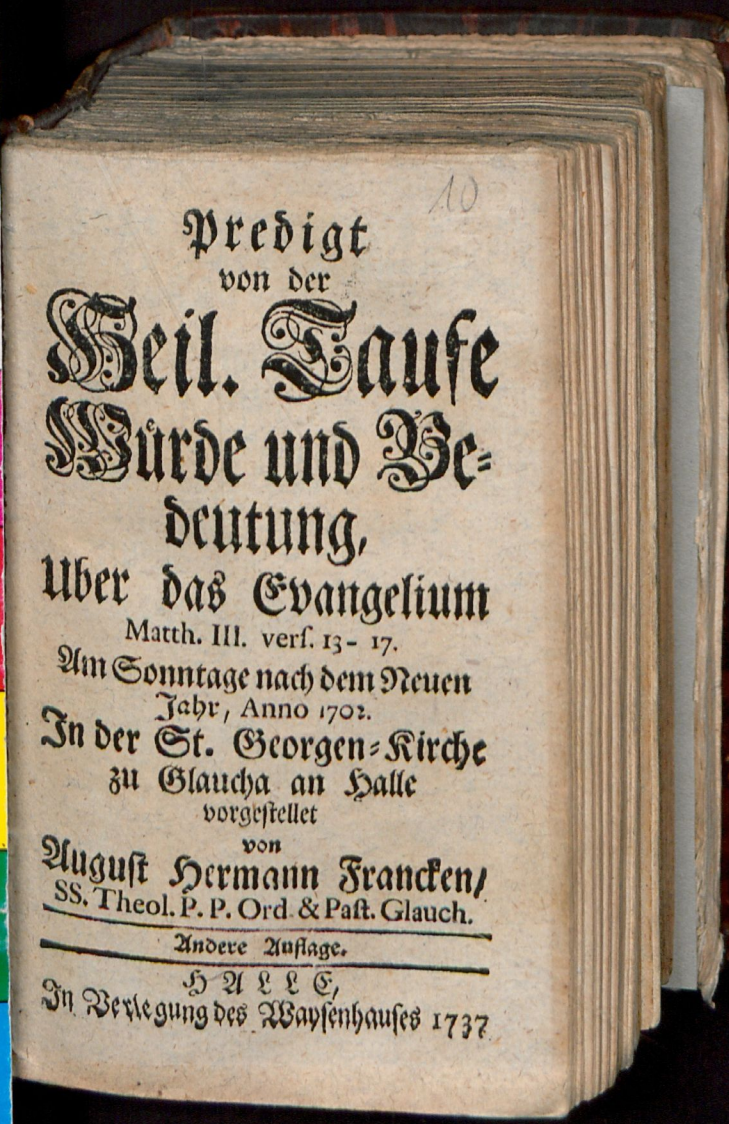 10
Predigt
von der
Heil. Taufe
Würde und Be-
deutung,
Uber das Evangelium
Matth. III. vers. 13-17.
Am Sonntage nach dem Neuen
Jahr, Anno 1702.
In der St. Georgen-Kirche
zu Glaucha an Halle
vorgestellet
von
August Hermann Francken/
SS. Theol. P. P. Ord. & Past. Glauch.
Andere Auflage.
HALLE,
In Verlegung des Waysenhauses 1737